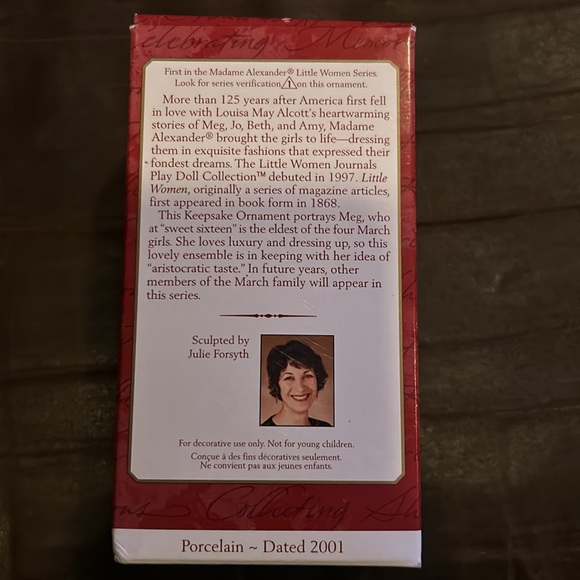 Celebrating Memor
First in the Madame Alexander® Little Women Series.
Look for series verification 1 on this ornament.
More than 125 years after America first fell
in love with Louisa May Alcott's heartwarming
stories of Meg, Jo, Beth, and Amy, Madame
Alexander® brought the girls to life—dressing
them in exquisite fashions that expressed their
fondest dreams. The Little Women Journals
Play Doll Collection™ debuted in 1997. Little
Women, originally a series of magazine articles,
first appeared in book form in 1868.
This Keepsake Ornament portrays Meg, who
at "sweet sixteen" is the eldest of the four March
girls. She loves luxury and dressing up, so this
lovely ensemble is in keeping with her idea of
"aristocratic taste." In future years, other
members of the March family will appear in
this series.
Sculpted by
Julie Forsyth
For decorative use only. Not for young children.
Conçue à des fins décoratives seulement.
Ne convient pas aux jeunes enfants.
Collecting
Porcelain ~ Dated 2001